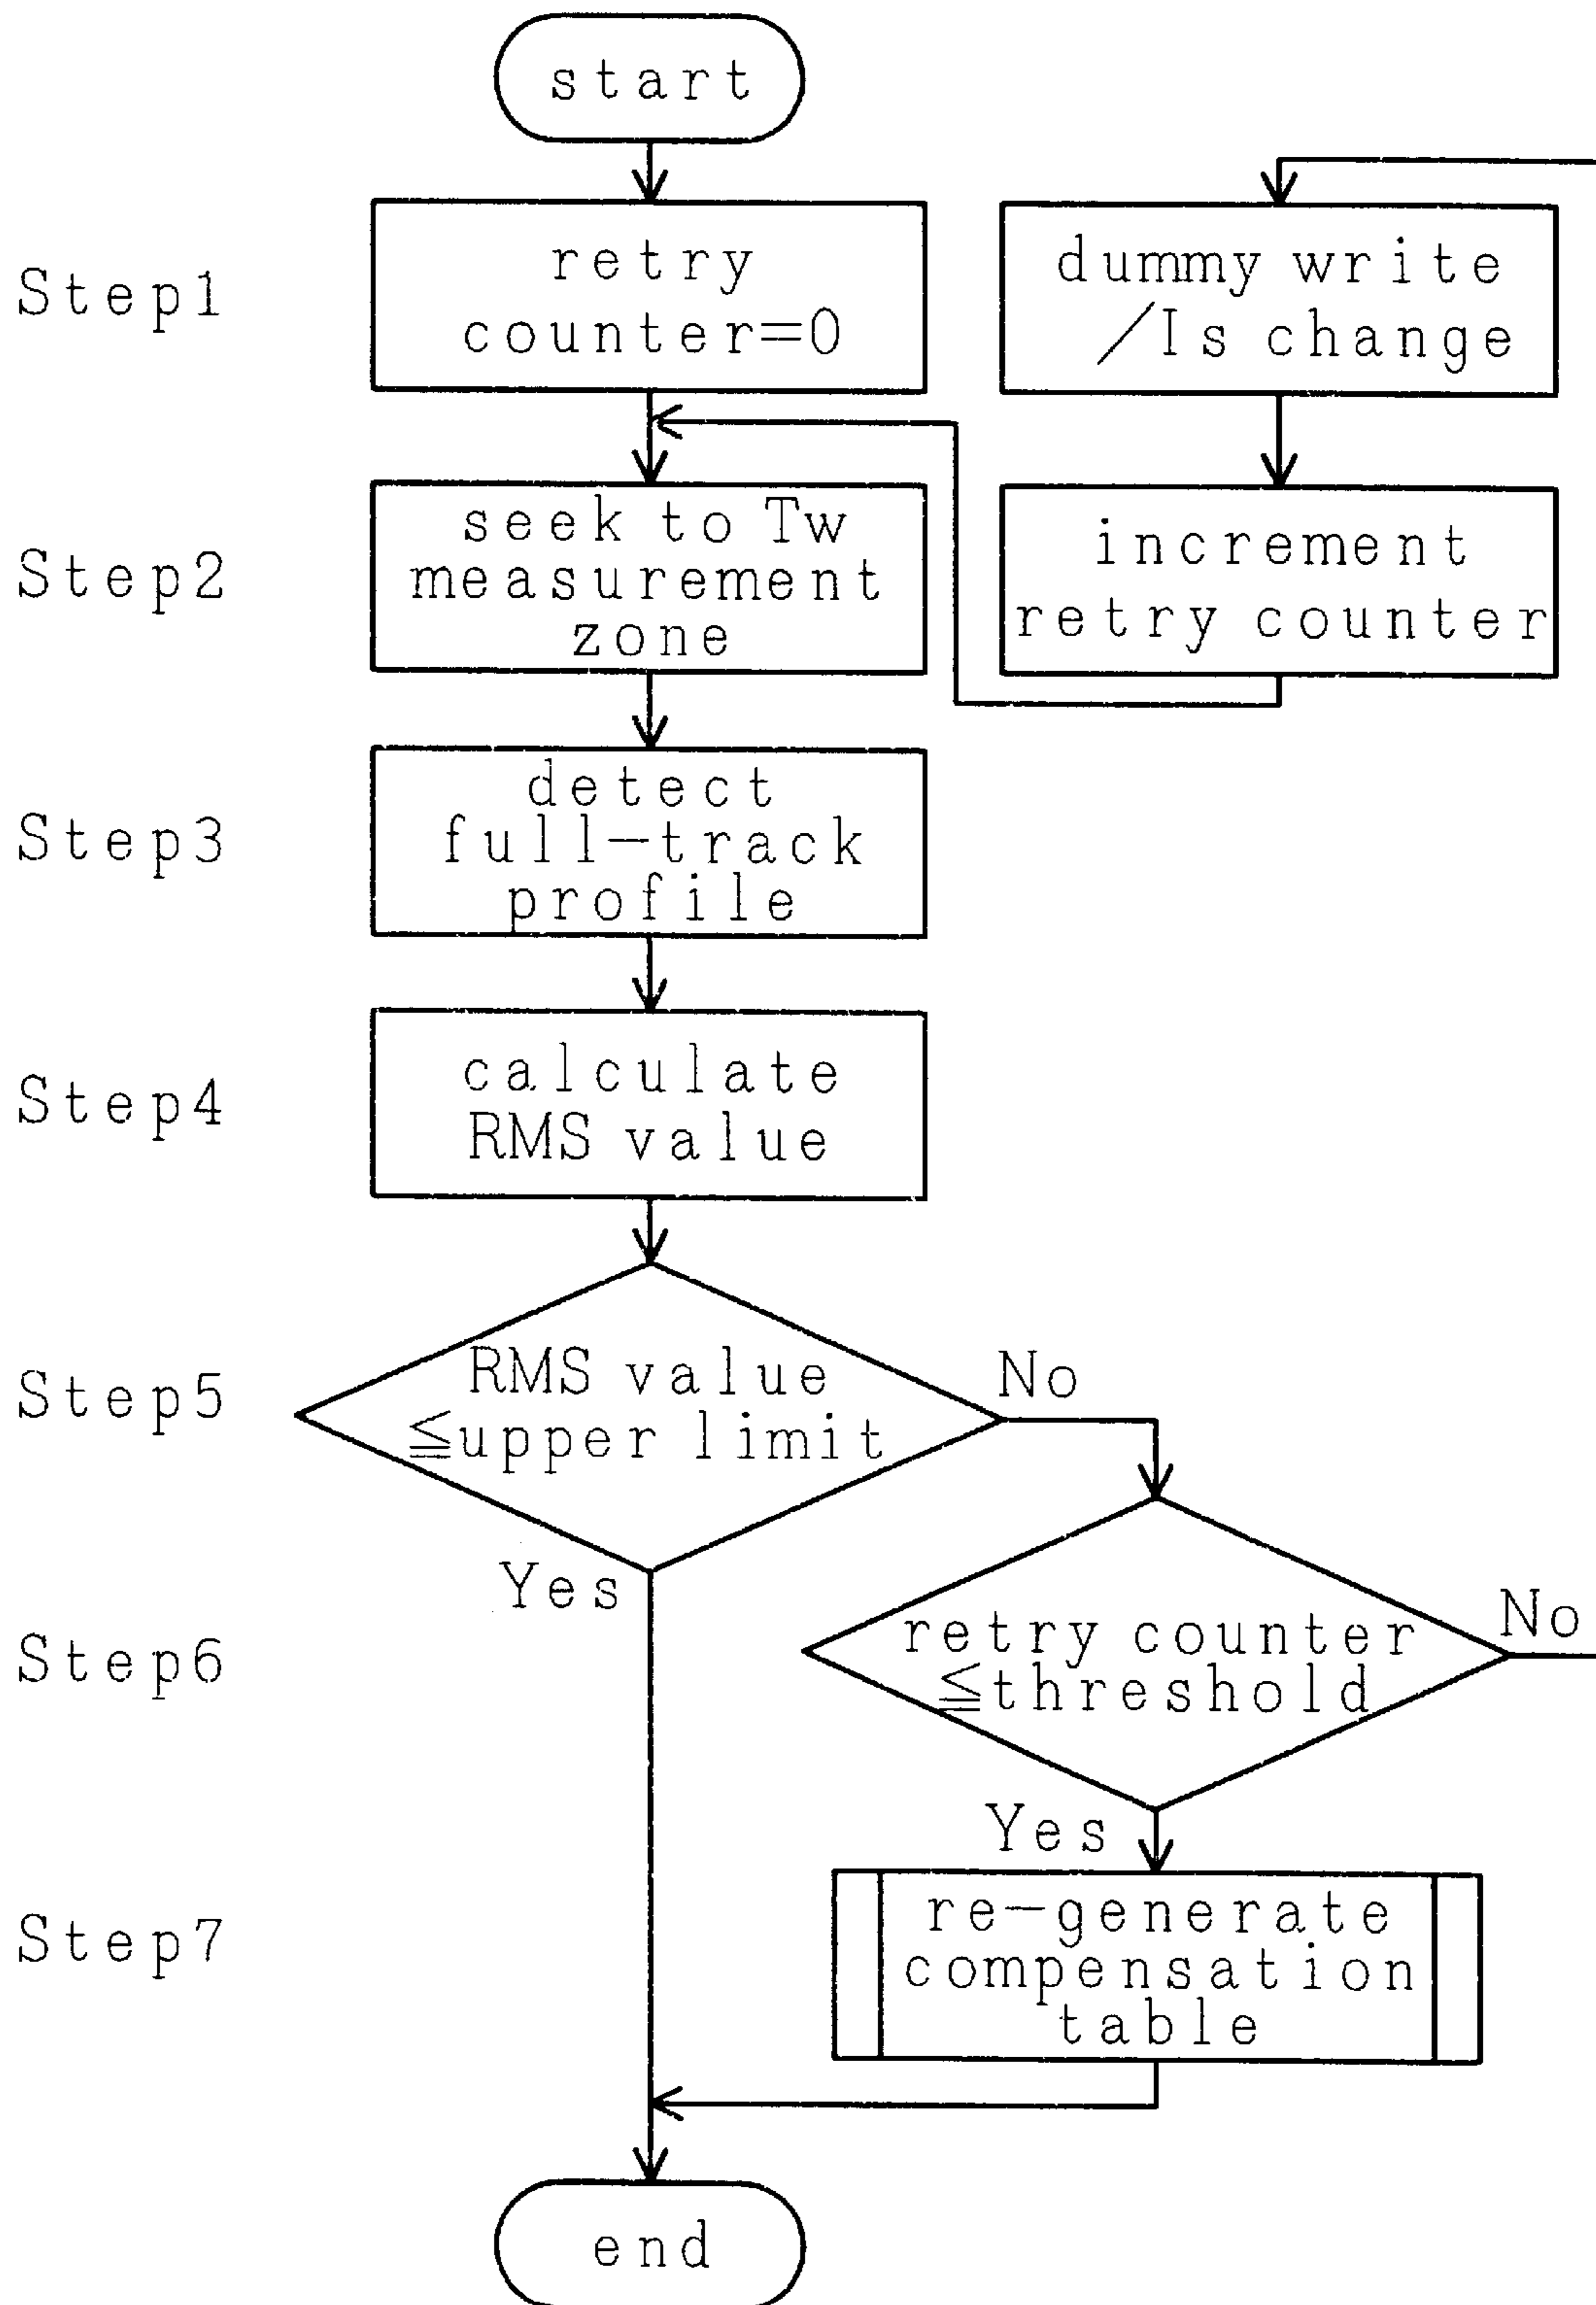 start
Step1
retry
counter=0
dummy write
/Is change
Step2
seek to Tw
measurement
zone
increment
retry counter
Step3
detect
full-track
profile
Step4
calculate
RMS value
Step5
RMS value
≦upper limit
No
Yes
Step6
retry counter
≦threshold
No
Yes
Step7
re-generate
compensation
table
end